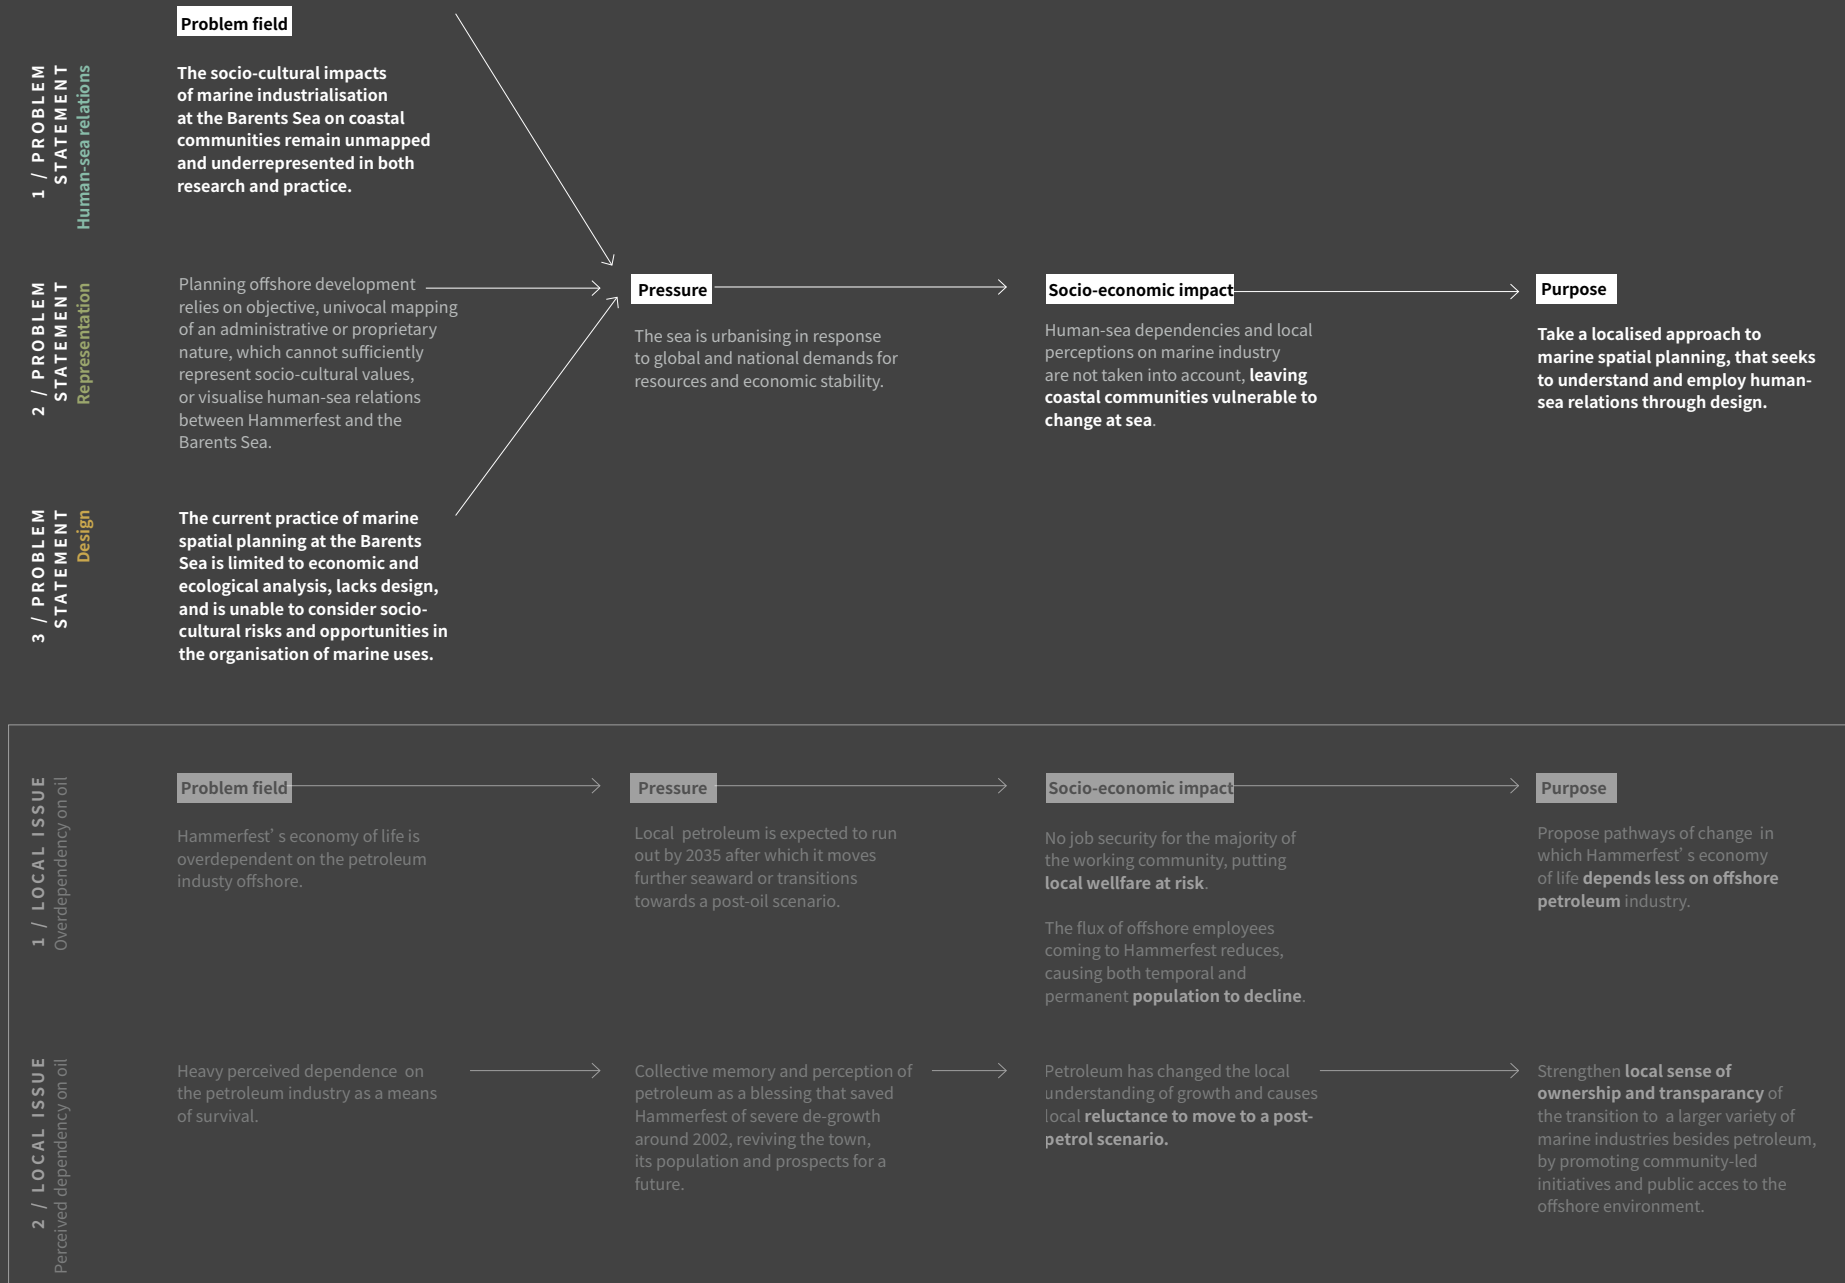 Problem field
1 / PROBLEM
STATEMENT
Human-sea relations
The socio-cultural impacts
of marine industrialisation
at the Barents Sea on coastal
communities remain unmapped
and underrepresented in both
research and practice.
2 / PROBLEM
STATEMENT
Representation
Planning offshore development
relies on objective, univocal mapping
of an administrative or proprietary
nature, which cannot sufficiently
represent socio-cultural values,
or visualise human-sea relations
between Hammerfest and the
Barents Sea.
Pressure
The sea is urbanising in response
to global and national demands for
resources and economic stability.
Socio-economic impact
Human-sea dependencies and local
perceptions on marine industry
are not taken into account, leaving
coastal communities vulnerable to
change at sea.
Purpose
Take a localised approach to
marine spatial planning, that seeks
to understand and employ human-
sea relations through design.
3 / PROBLEM
STATEMENT
Design
The current practice of marine
spatial planning at the Barents
Sea is limited to economic and
ecological analysis, lacks design,
and is unable to consider socio-
cultural risks and opportunities in
the organisation of marine uses.
1 / LOCAL ISSUE
Overdependency on oil
Problem field
Hammerfest's economy of life is
overdependent on the petroleum
industy offshore.
Pressure
Local petroleum is expected to run
out by 2035 after which it moves
further seaward or transitions
towards a post-oil scenario.
Socio-economic impact
No job security for the majority of
the working community, putting
local wellfare at risk.
The flux of offshore employees
coming to Hammerfest reduces,
causing both temporal and
permanent population to decline.
Purpose
Propose pathways of change in
which Hammerfest's economy
of life depends less on offshore
petroleum industry.
2 / LOCAL ISSUE
Perceived dependency on oil
Heavy perceived dependence on
the petroleum industry as a means
of survival.
Collective memory and perception of
petroleum as a blessing that saved
Hammerfest of severe de-growth
around 2002, reviving the town,
its population and prospects for a
future.
Petroleum has changed the local
understanding of growth and causes
local reluctance to move to a post-
petrol scenario.
Strengthen local sense of
ownership and transparancy of
the transition to a larger variety of
marine industries besides petroleum,
by promoting community-led
initiatives and public acces to the
offshore environment.